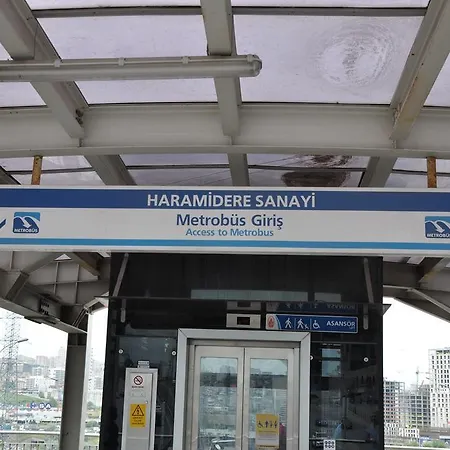 HARAMİDERE SANAYİ
Metrobüs Giriş
Access to Metrobus
METROBÜS
METROBÜS
ASANSÖR